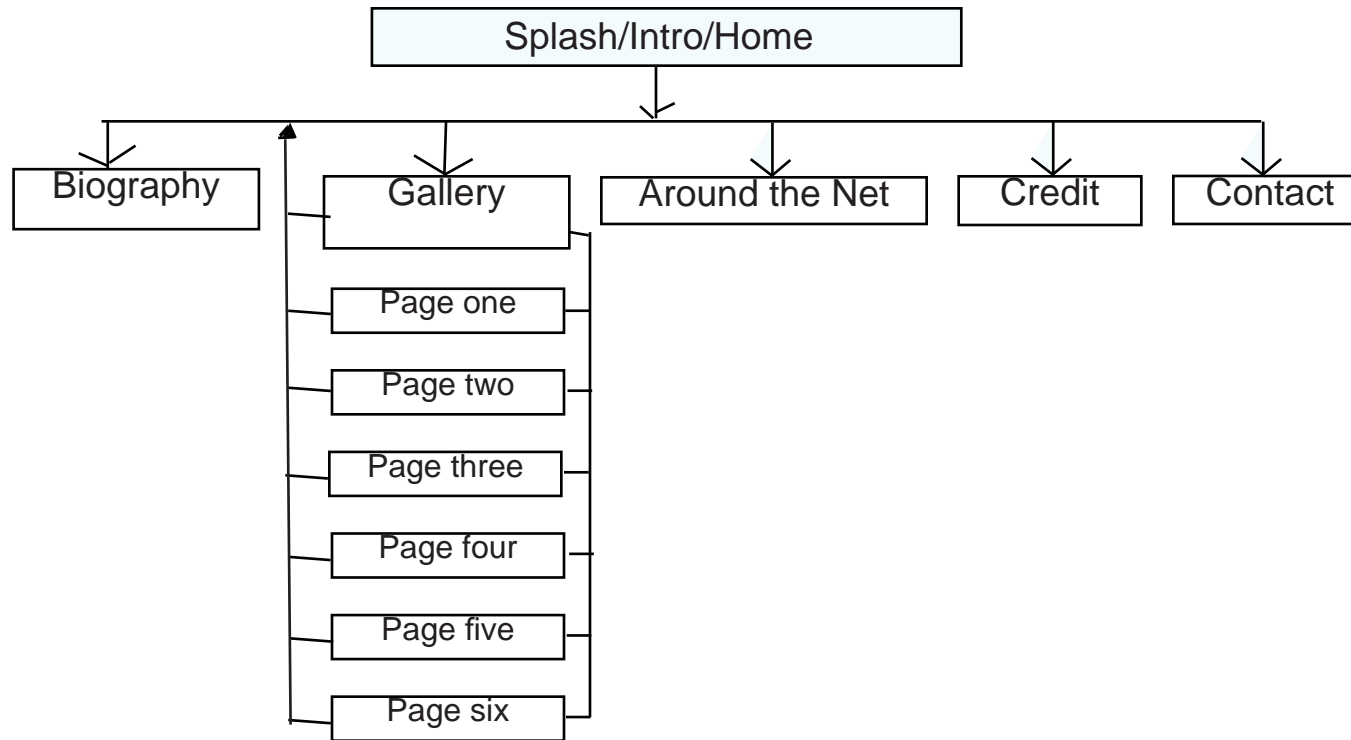 Splash/Intro/Home
Biography
Gallery
Around the Net
Credit
Contact
Page one
Page two
Page three
Page four
Page five
Page six